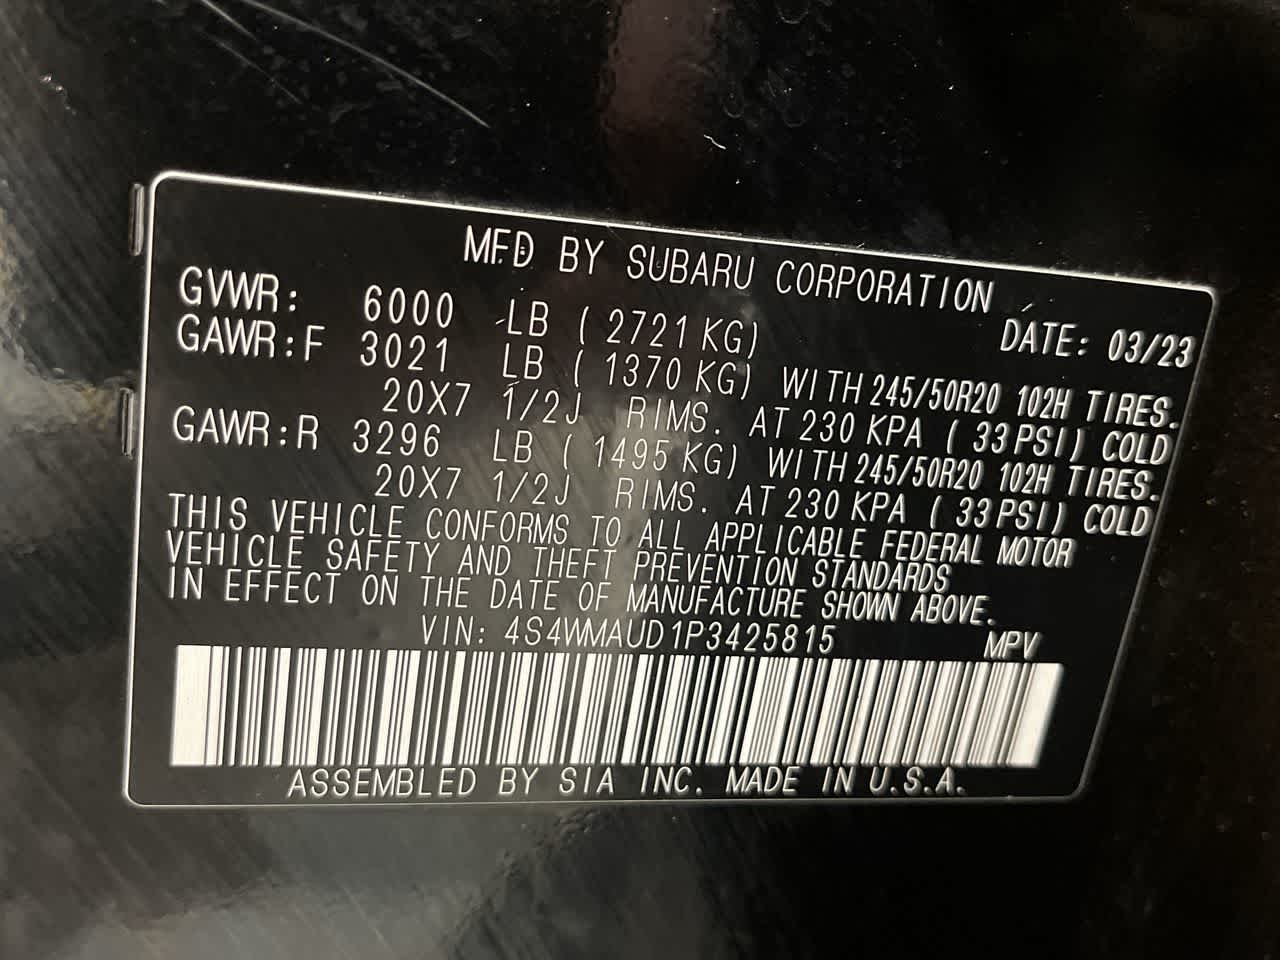 MFD BY SUBARU CORPORATION
GVWR: 6000 LB ( 2721 KG) DATE: 03/23
GAWR:F 3021 LB ( 1370 KG) WITH 245/50R20 102H TIRES.
20X7 1/2J RIMS. AT 230 KPA ( 33 PSI) COLD
GAWR:R 3296 LB ( 1495 KG) WITH 245/50R20 102H TIRES.
20X7 1/2J RIMS. AT 230 KPA ( 33 PSI) COLD
THIS VEHICLE CONFORMS TO ALL APPLICABLE FEDERAL MOTOR
VEHICLE SAFETY AND THEFT PREVENTION STANDARDS
IN EFFECT ON THE DATE OF MANUFACTURE SHOWN ABOVE.
VIN: 4S4WMAUD1P3425815 MPV
ASSEMBLED BY SIA INC. MADE IN U.S.A.